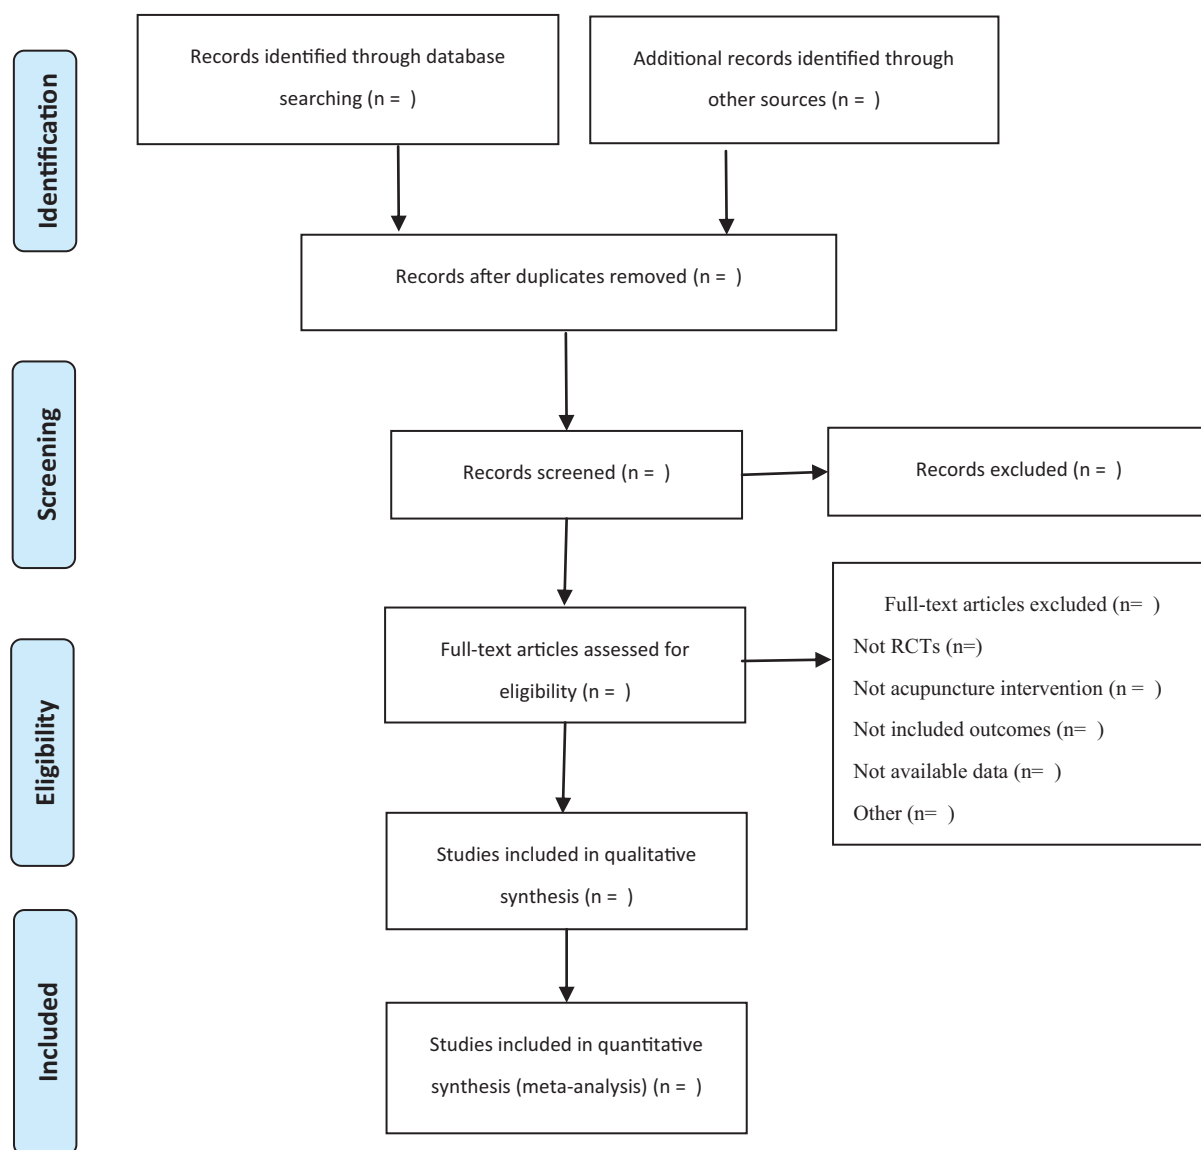 Identification
Records identified through database
searching (n =  )
Additional records identified through
other sources (n =  )
Records after duplicates removed (n =  )
Screening
Records screened (n =  )
Records excluded (n =  )
Eligibility
Full-text articles assessed for
eligibility (n =  )
Full-text articles excluded (n=  )
Not RCTs (n=)
Not acupuncture intervention (n =  )
Not included outcomes (n=  )
Not available data (n=  )
Other (n=  )
Studies included in qualitative
synthesis (n =  )
Included
Studies included in quantitative
synthesis (meta-analysis) (n =  )